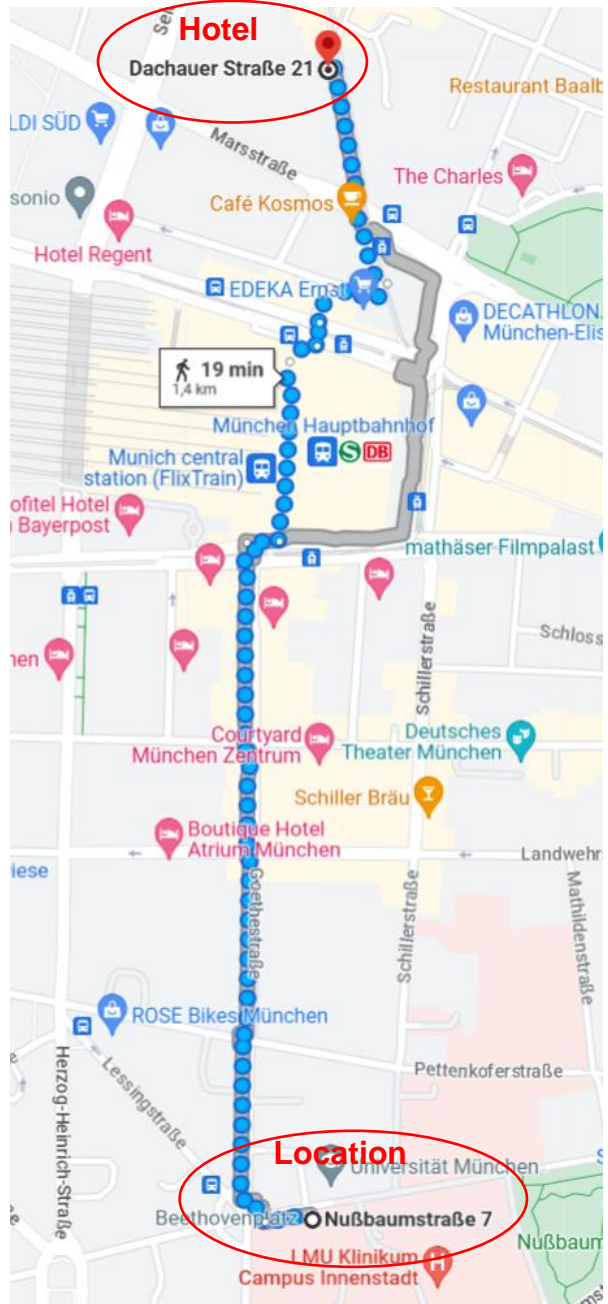 Hotel
Dachauer Straße 21
Restaurant Baalb
LDI SÜD
Marsstraße
sonio
The Charles
Café Kosmos
Hotel Regent
EDEKA Ernst
DECATHLON
München-Elis
19 min
1,4 km
München Hauptbahnhof
S
DB
Munich central
station (FlixTrain)
ofitel Hotel
Bayerpost
mathäser Filmpalast
Schloss
Schillerstraße
Courtyard
München Zentrum
Deutsches
Theater München
Schiller Bräu
Boutique Hotel
Atrium München
Landwehrs
iese
Goethestraße
Schillerstraße
Mathildenstraße
ROSE Bikes München
Pettenkoferstraße
Herzog-Heinrich-Straße
Lessingstraße
Location
Universität München
Beethovenplatz
Nußbaumstraße 7
Nußbaum
LMU Klinikum
Campus Innenstadt
H